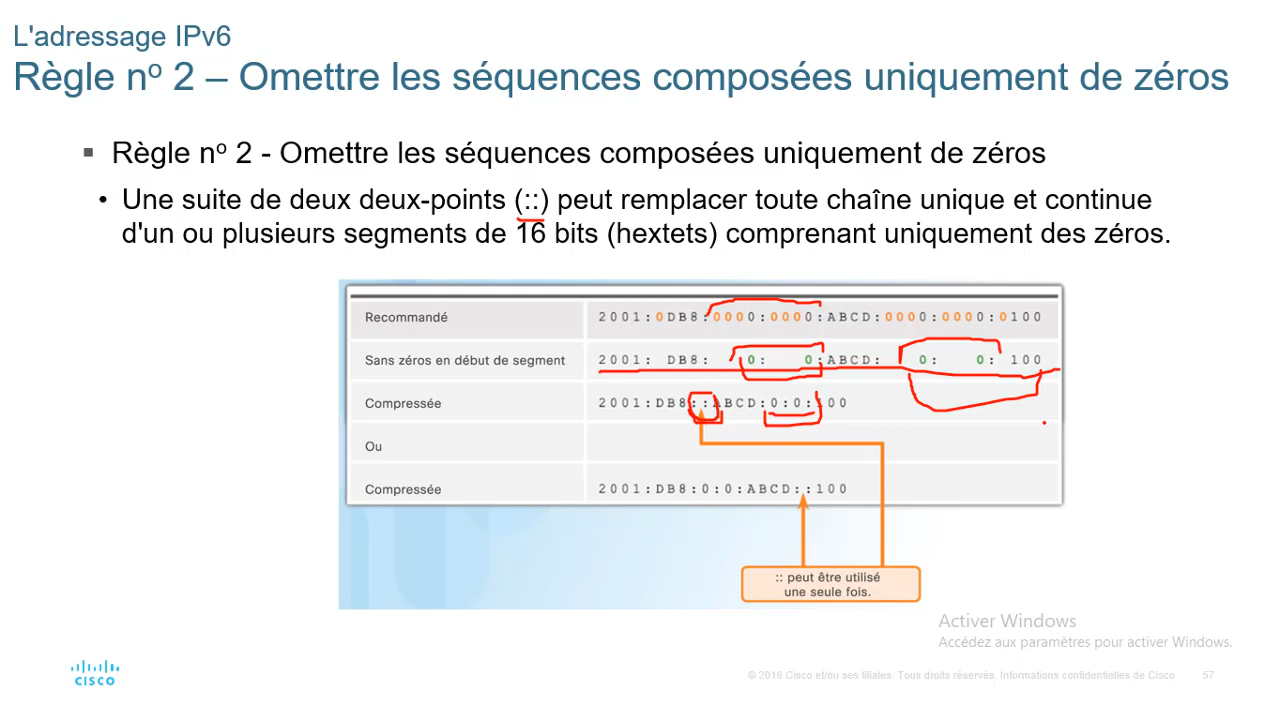 L'adressage IPv6
Règle nº 2 – Omettre les séquences composées uniquement de zéros
Règle nº 2 - Omettre les séquences composées uniquement de zéros
Une suite de deux deux-points (::) peut remplacer toute chaîne unique et continue
d'un ou plusieurs segments de 16 bits (hextets) comprenant uniquement des zéros.
Recommandé 2001:0DB8:0000:0000:ABCD:0000:0000:0100
Sans zéros en début de segment 2001: DB8: 0: 0:ABCD: 0: 0: 100
Compressée 2001:DB8::ABCD:0:0:100
Ou
Compressée 2001:DB8:0:0:ABCD::100
:: peut être utilisé
une seule fois.
Activer Windows
Accédez aux paramètres pour activer Windows.
CISCO
© 2016 Cisco et/ou ses filiales. Tous droits réservés. Informations confidentielles de Cisco 57